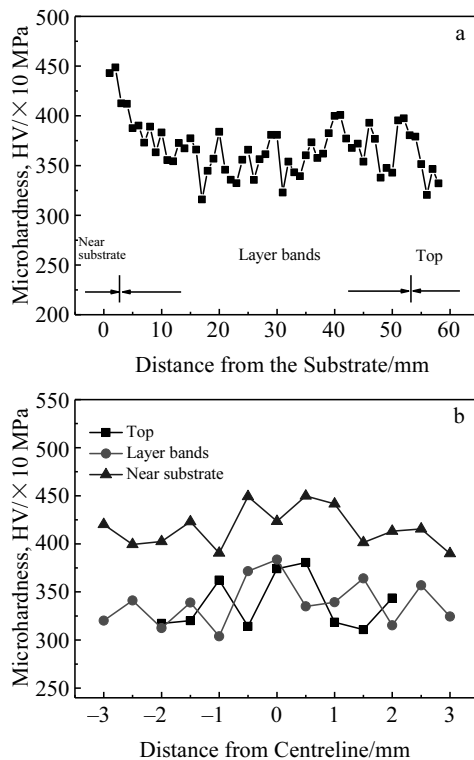 a
Microhardness, HV/×10 MPa
500
450
400
350
300
250
200
Near
substrate
Layer bands
Top
0
10
20
30
40
50
60
Distance from the Substrate/mm
b
Microhardness, HV/×10 MPa
550
500
450
400
350
300
250
Top
Layer bands
Near substrate
–3
–2
–1
0
1
2
3
Distance from Centreline/mm